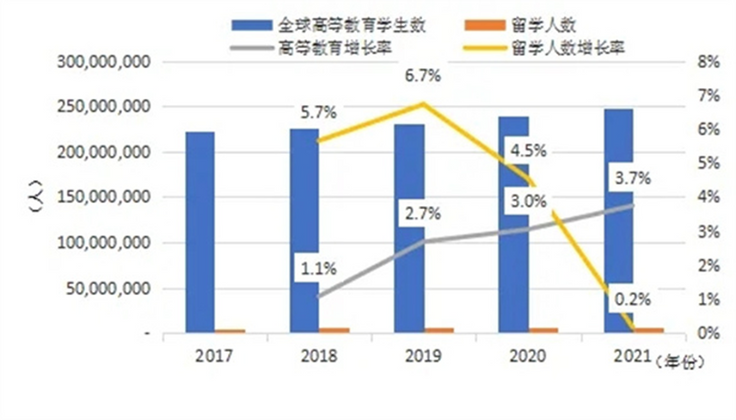 全球高等教育学生数 留学人数
高等教育增长率 留学人数增长率
300,000,000 8%
6.7% 7%
250,000,000
5.7% 6%
200,000,000 4.5% 5%
3.7%
150,000,000 3.0% 4%
2.7%
100,000,000 3%
1.1% 2%
50,000,000 0.2% 1%
- 0%
2017 2018 2019 2020 2021 (年份)
(人)